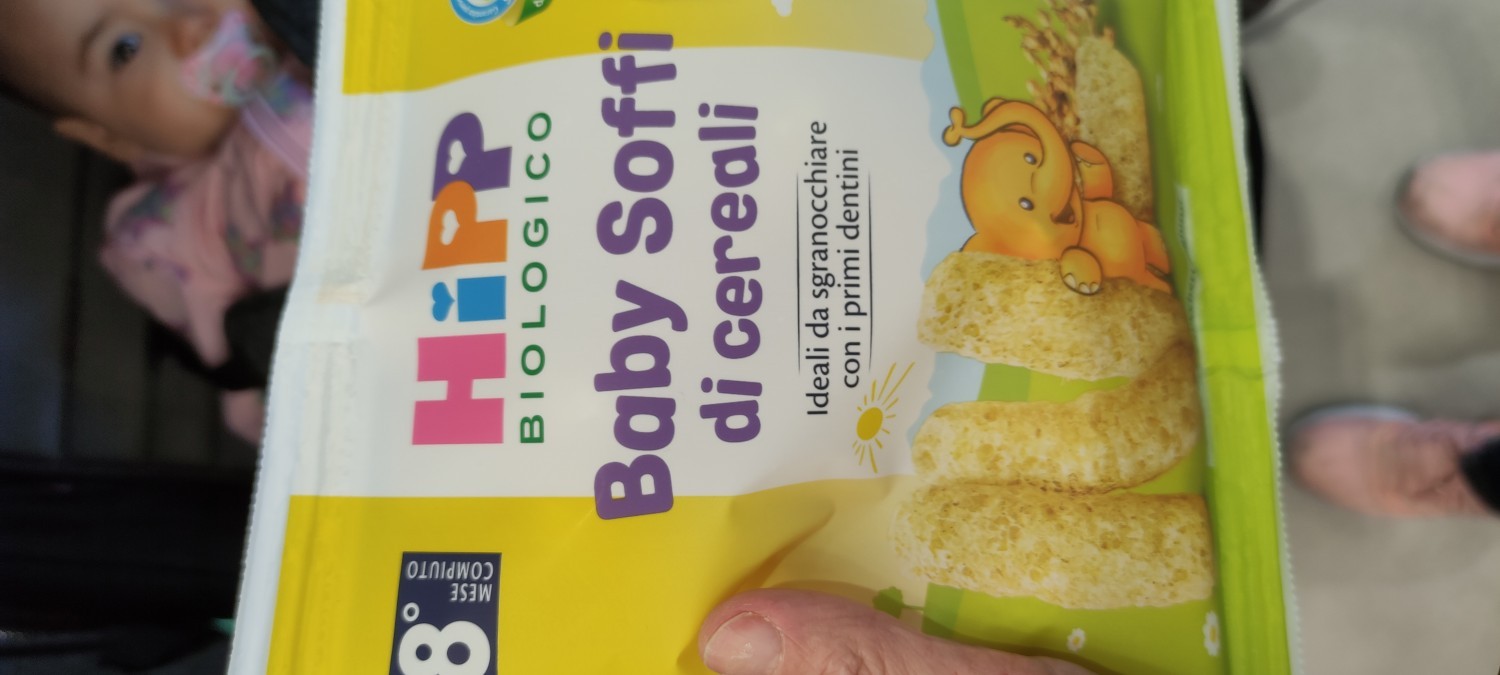 HiPP
BIOLOGICO
Baby Soffi
di cereali
Ideali da sgranocchiare
con i primi dentini
8°
MESE
COMPIUTO